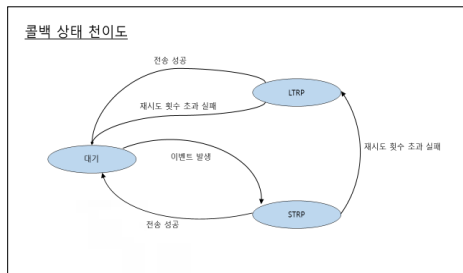 콜백 상태 천이도
전송 성공
LTRP
재시도 횟수 초과 실패
재시도 횟수 초과 실패
대기
이벤트 발생
STRP
전송 성공